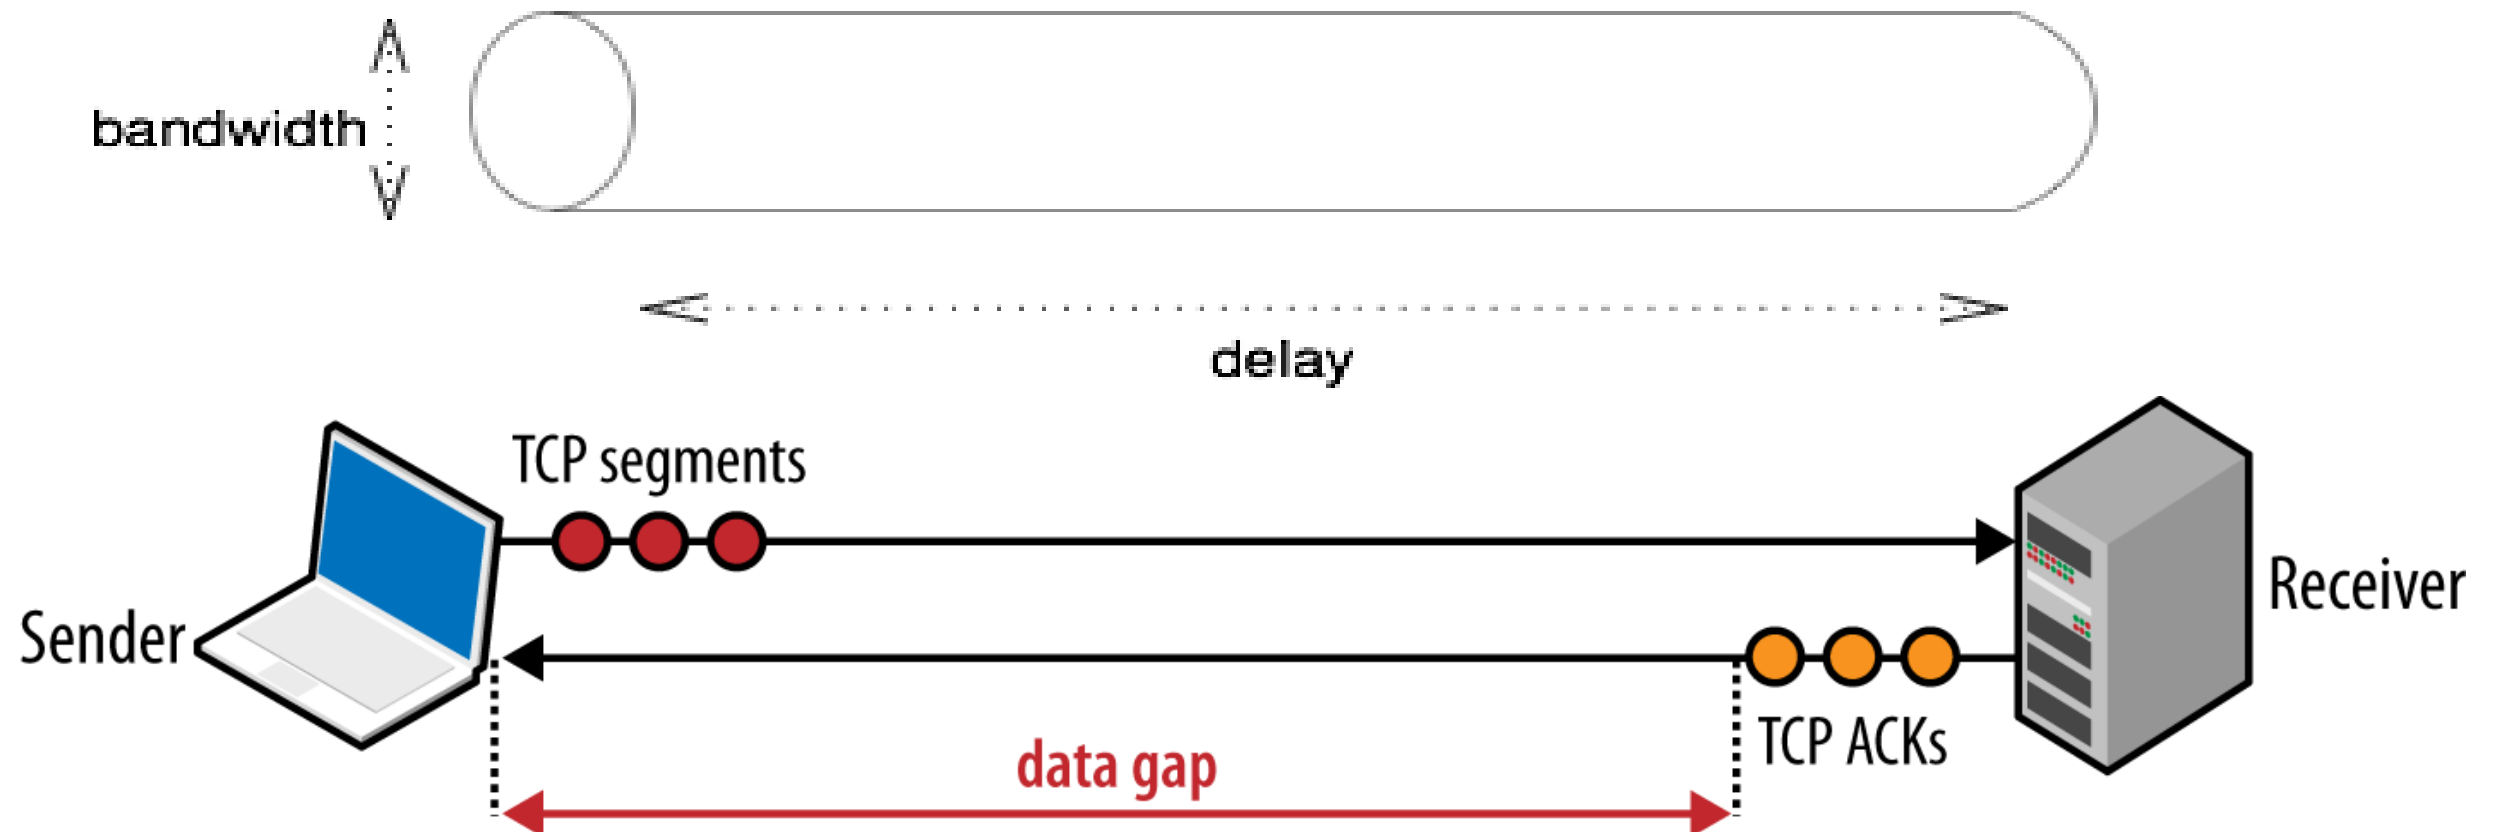 bandwidth
delay
TCP segments
Sender
Receiver
TCP ACKs
data gap